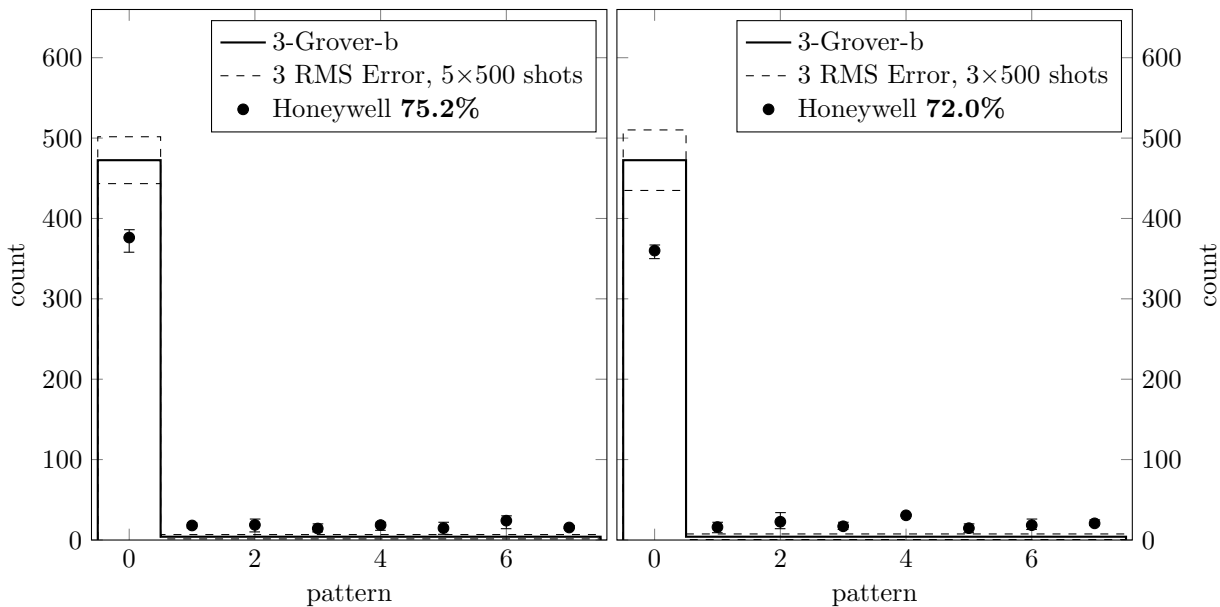 3-Grover-b
3 RMS Error, 5×500 shots
Honeywell 75.2%
600
500
400
300
200
100
0
count
0 2 4 6
pattern
3-Grover-b
3 RMS Error, 3×500 shots
Honeywell 72.0%
600
500
400
300
200
100
0
count
0 2 4 6
pattern